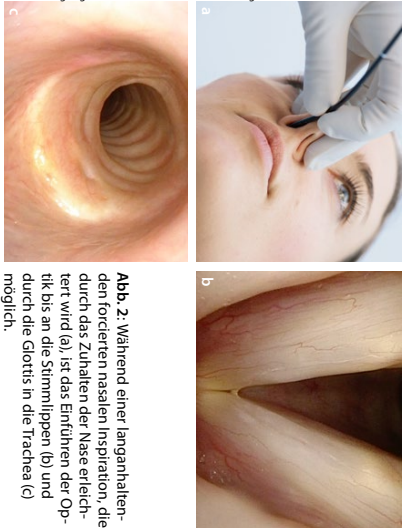 a
b
c
Abb. 2: Während einer langanhalten-
den forcierten nasalen Inspiration, die
durch das Zuhalten der Nase erleich-
tert wird (a), ist das Einführen der Op-
tik bis an die Stimmlippen (b) und
durch die Glottis in die Trachea (c)
möglich.